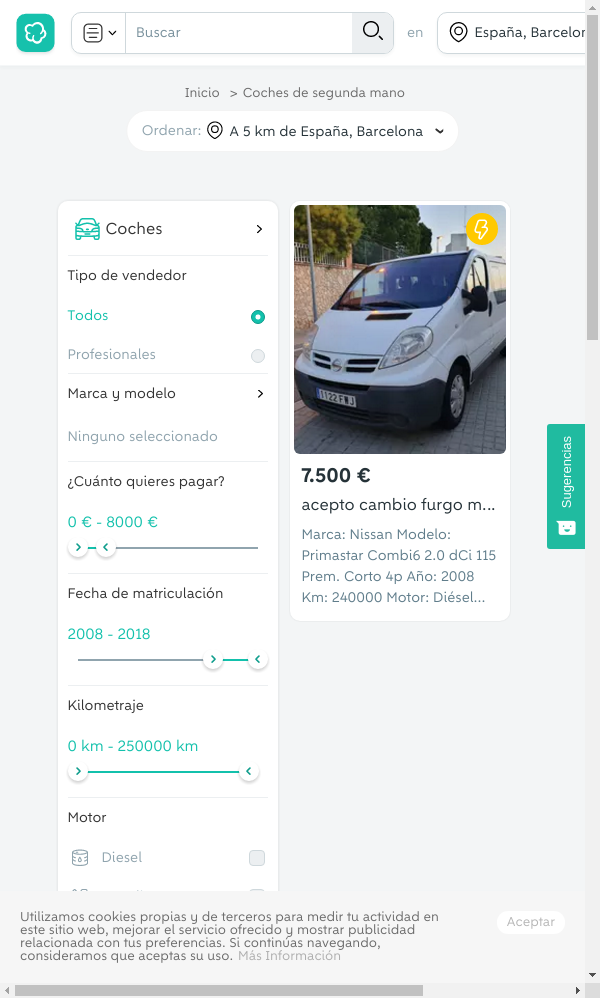 Buscar
en
España, Barcelon
Inicio > Coches de segunda mano
Ordenar: A 5 km de España, Barcelona
Coches
Tipo de vendedor
Todos
Profesionales
Marca y modelo
Ninguno seleccionado
¿Cuánto quieres pagar?
0 € - 8000 €
Fecha de matriculación
2008 - 2018
Kilometraje
0 km - 250000 km
Motor
Diesel
1122 FWJ
7.500 €
acepto cambio furgo m...
Marca: Nissan Modelo:
Primastar Combi6 2.0 dCi 115
Prem. Corto 4p Año: 2008
Km: 240000 Motor: Diésel...
Sugerencias
Utilizamos cookies propias y de terceros para medir tu actividad en
este sitio web, mejorar el servicio ofrecido y mostrar publicidad
relacionada con tus preferencias. Si continúas navegando,
consideramos que aceptas su uso. Más Información
Aceptar